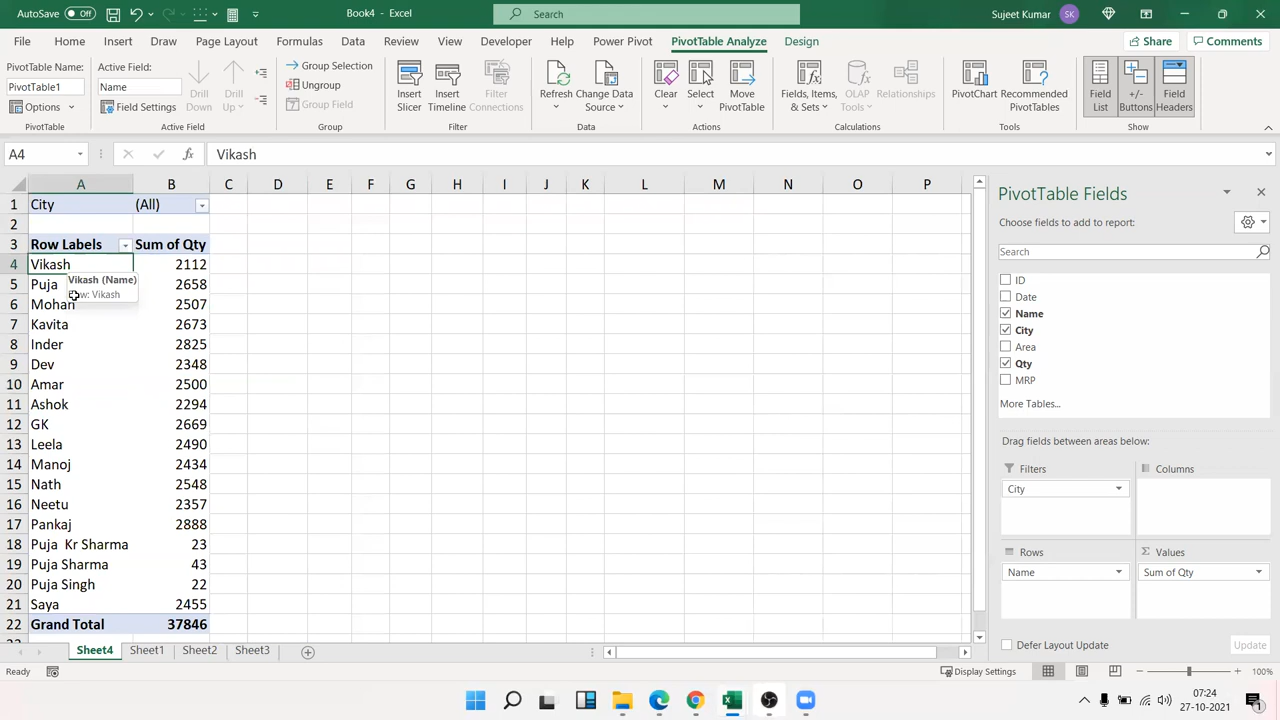 AutoSave Off Book4 - Excel Search Sujeet Kumar SK
File Home Insert Draw Page Layout Formulas Data Review View Developer Help Power Pivot PivotTable Analyze Design Share Comments
PivotTable Name:
PivotTable1
Options
PivotTable
Active Field:
Name
Field Settings
Drill Down
Drill Up
Active Field
Group Selection
Ungroup
Group Field
Group
Insert Slicer
Insert Timeline
Filter Connections
Filter
Refresh
Change Data Source
Data
Clear
Select
Move PivotTable
Actions
Fields, Items, & Sets
OLAP Tools
Relationships
Calculations
PivotChart
Recommended PivotTables
Tools
Field List
+/- Buttons
Field Headers
Show
A4 fx Vikash
A B C D E F G H I J K L M N O P
1 City (All)
2
3 Row Labels Sum of Qty
4 Vikash 2112
5 Puja 2658
6 Mohan 2507
7 Kavita 2673
8 Inder 2825
9 Dev 2348
10 Amar 2500
11 Ashok 2294
12 GK 2669
13 Leela 2490
14 Manoj 2434
15 Nath 2548
16 Neetu 2357
17 Pankaj 2888
18 Puja Kr Sharma 23
19 Puja Sharma 43
20 Puja Singh 22
21 Saya 2455
22 Grand Total 37846
Vikash (Name)
Vikash
PivotTable Fields
Choose fields to add to report:
Search
ID
Date
Name
City
Area
Qty
MRP
More Tables...
Drag fields between areas below:
Filters Columns
City
Rows Σ Values
Name Sum of Qty
Defer Layout Update Update
Sheet4 Sheet1 Sheet2 Sheet3
Ready Display Settings 100%
07:24
27-10-2021
1